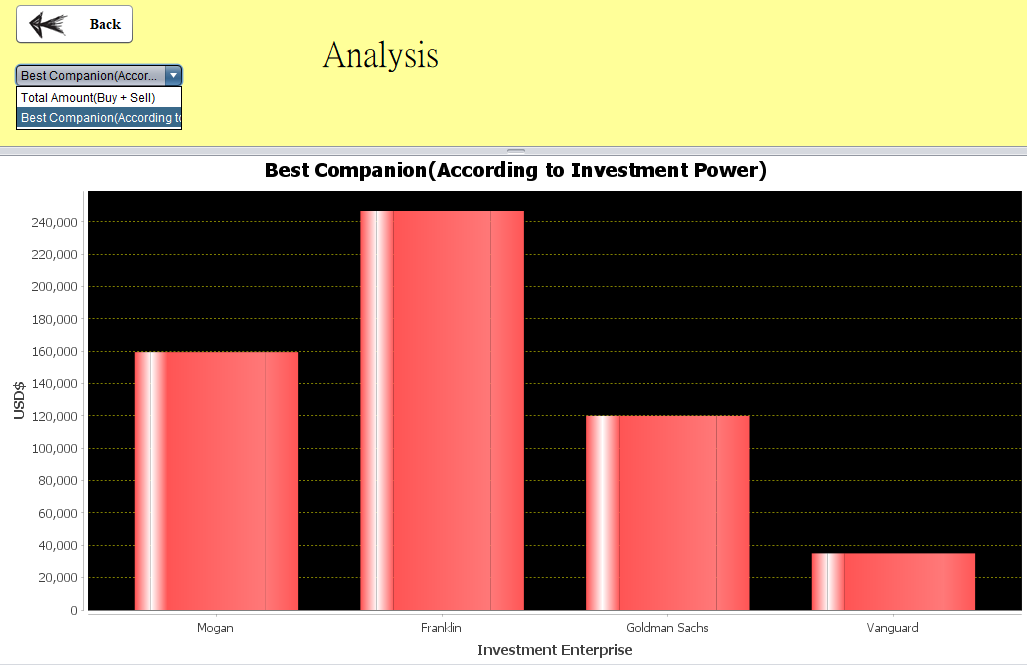 Back
Analysis
Best Companion(Accor...
Total Amount(Buy + Sell)
Best Companion(According to
Best Companion(According to Investment Power)
240,000
220,000
200,000
180,000
160,000
140,000
120,000
100,000
80,000
60,000
40,000
20,000
0
USD$
Mogan Franklin Goldman Sachs Vanguard
Investment Enterprise